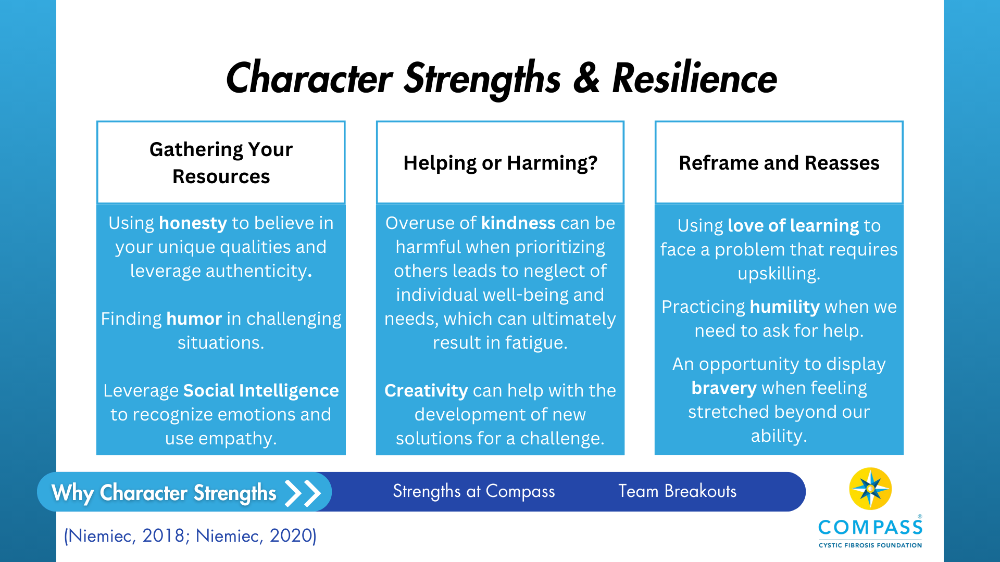 Character Strengths & Resilience
Gathering Your
Resources
Using honesty to believe in
your unique qualities and
leverage authenticity.
Finding humor in challenging
situations.
Leverage Social Intelligence
to recognize emotions and
use empathy.
Helping or Harming?
Overuse of kindness can be
harmful when prioritizing
others leads to neglect of
individual well-being and
needs, which can ultimately
result in fatigue.
Creativity can help with the
development of new
solutions for a challenge.
Reframe and Reasses
Using love of learning to
face a problem that requires
upskilling.
Practicing humility when we
need to ask for help.
An opportunity to display
bravery when feeling
stretched beyond our
ability.
Why Character Strengths
Strengths at Compass
Team Breakouts
(Niemiec, 2018; Niemiec, 2020)
COMPASS®
CYSTIC FIBROSIS FOUNDATION